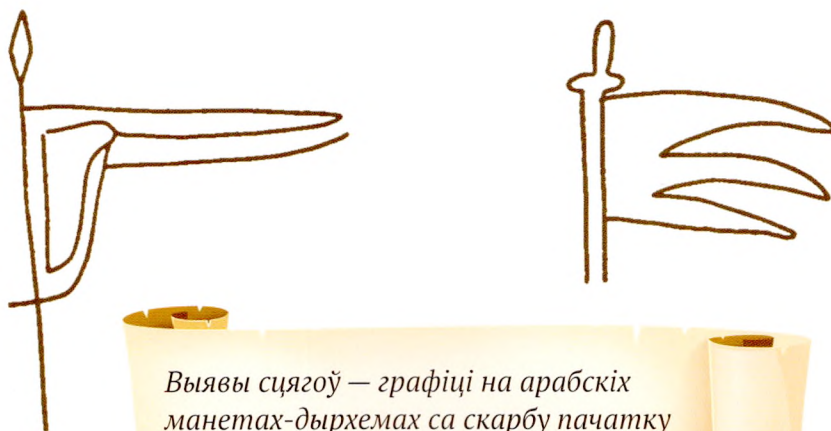 Выявы сцягоў — графіці на арабскіх
манетах-дырхемах са скарбу пачатку